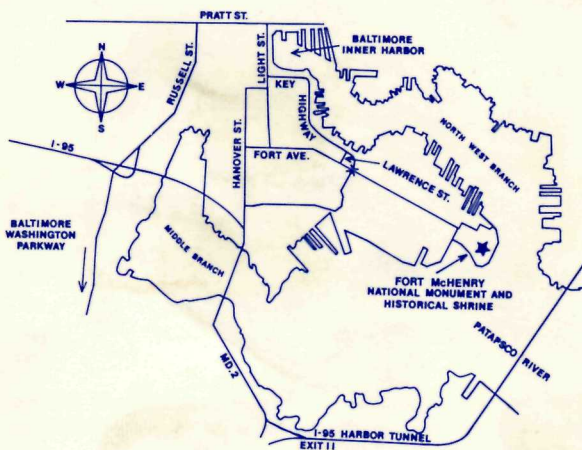 PRATT ST.
BALTIMORE
INNER HARBOR
N
W
E
S
RUSSELL ST.
LIGHT ST.
KEY
HIGHWAY
NORTH WEST BRANCH
I-95
HANOVER ST.
FORT AVE.
LAWRENCE ST.
BALTIMORE
WASHINGTON
PARKWAY
MIDDLE BRANCH
FORT McHENRY
NATIONAL MONUMENT AND
HISTORICAL SHRINE
PATAPSCO
RIVER
MD. 2
I-95 HARBOR TUNNEL
EXIT 11